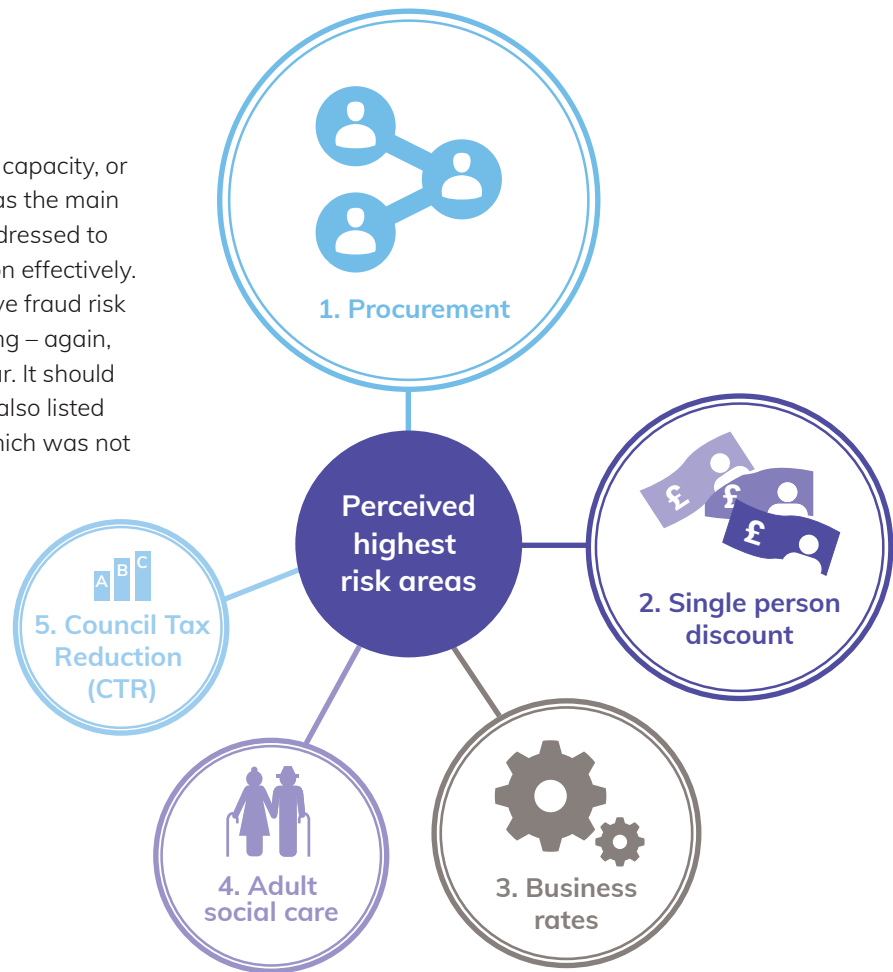 capacity, or
as the main
dressed to
on effectively.
ve fraud risk
ng – again,
ar. It should
also listed
hich was not
1. Procurement
Perceived
highest
risk areas
£
£
£
2. Single person
discount
3. Business
rates
4. Adult
social care
A B C
5. Council Tax
Reduction
(CTR)